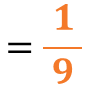 = 1/9